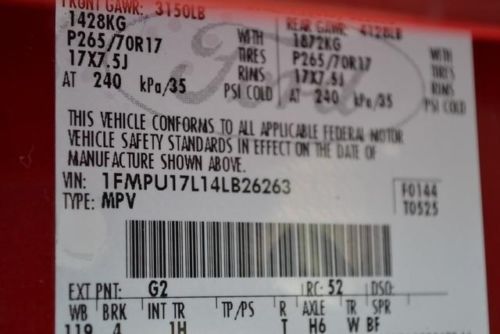 FRONT GAWR: 3150LB REAR GAWR: 4128LB
1428KG WITH 1872KG WITH
P265/70R17 TIRES P265/70R17 TIRES
17X7.5J RIMS 17X7.5J RIMS
AT 240 kPa/35 PSI COLD AT 240 kPa/35 PSI COLD
Ford
THIS VEHICLE CONFORMS TO ALL APPLICABLE FEDERAL MOTOR
VEHICLE SAFETY STANDARDS IN EFFECT ON THE DATE OF
MANUFACTURE SHOWN ABOVE.
VIN: 1FMPU17L14LB26263 F0144
TYPE: MPV T0525
EXT PNT: G2 RC: 52 DSO:
WB BRK INT TR TP/PS R AXLE TR SPR
119 4 1H T H6 W BF